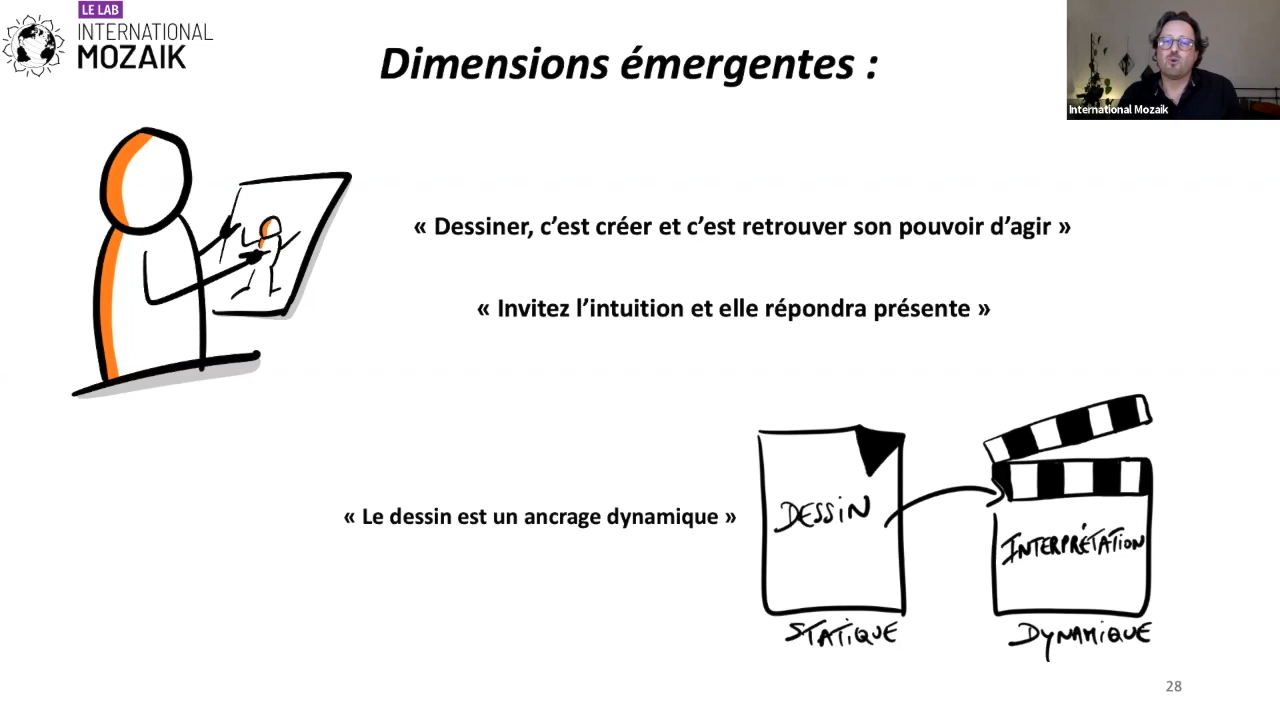 LE LAB
INTERNATIONAL
MOZAIK
Dimensions émergentes :
International Mozaik
« Dessiner, c’est créer et c’est retrouver son pouvoir d’agir »
« Invitez l’intuition et elle répondra présente »
« Le dessin est un ancrage dynamique »
DESSIN
INTERPRÉTATION
STATIQUE
DYNAMIQUE
28